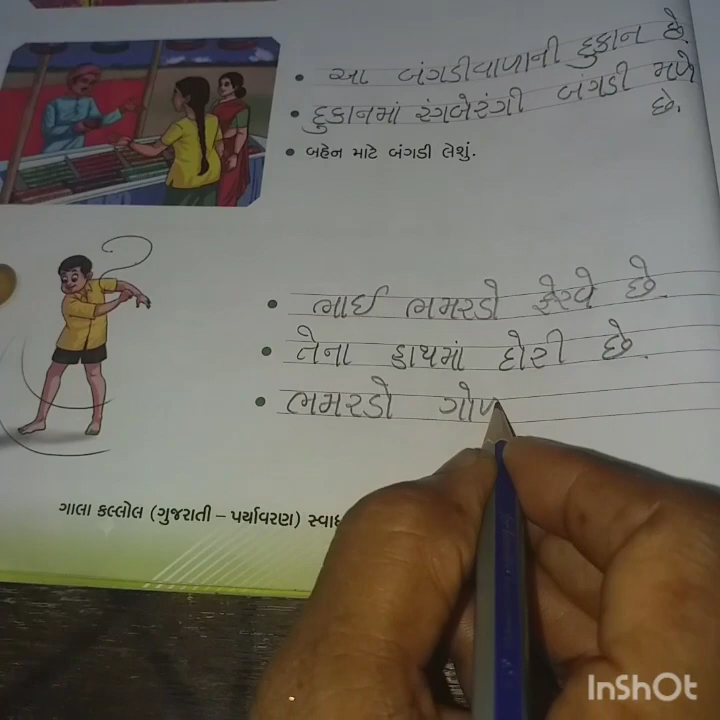 આ બંગડીવાળાની દુકાન છે.
દુકાનમાં રંગબેરંગી બંગડી મળે
છે.
બહેન માટે બંગડી લેશું.
ભાઈ ભમરડો ફેરવે છે.
તેના હાથમાં દોરી છે.
ભમરડો ગોળ
ગાલા કલ્લોલ (ગુજરાતી – પર્યાવરણ)
InShOt